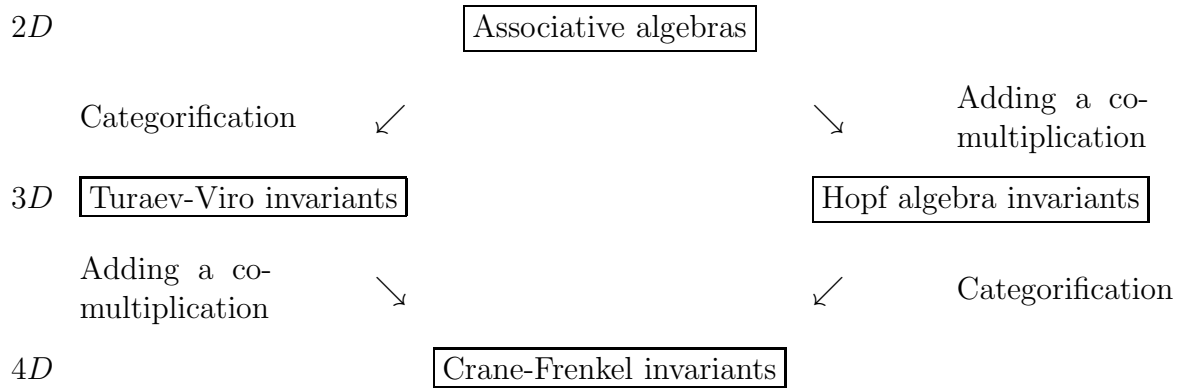 2D Associative algebras
Categorification ↙ ↘ Adding a co-
multiplication
3D Turaev-Viro invariants Hopf algebra invariants
Adding a co-
multiplication ↘ ↙ Categorification
4D Crane-Frenkel invariants